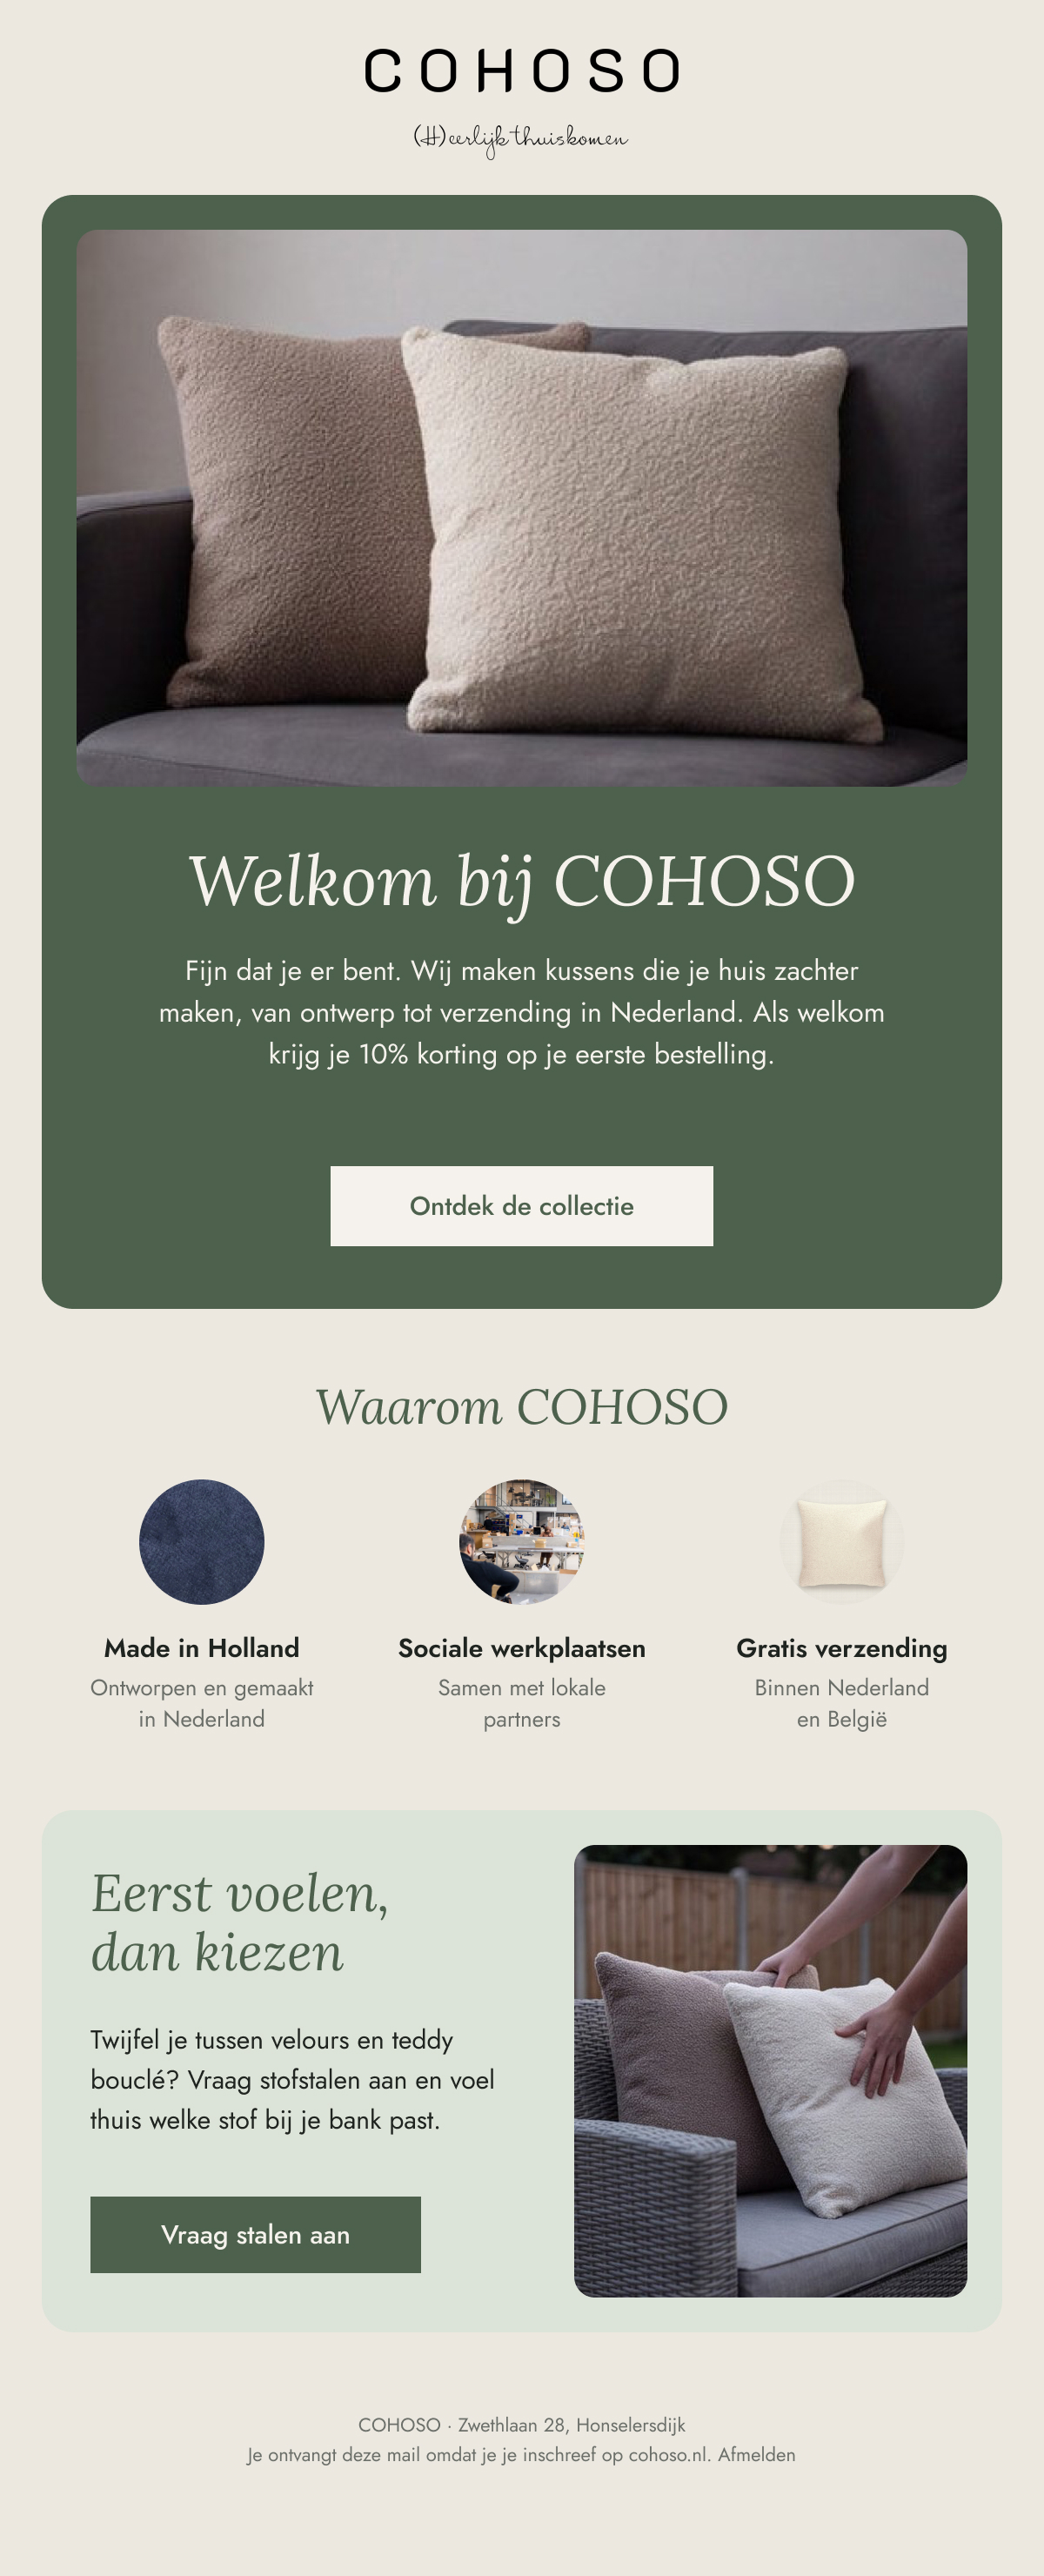 COHOSO
(H)eerlijk thuiskomen
Welkom bij COHOSO
Fijn dat je er bent. Wij maken kussens die je huis zachter
maken, van ontwerp tot verzending in Nederland. Als welkom
krijg je 10% korting op je eerste bestelling.
Ontdek de collectie
Waarom COHOSO
Made in Holland
Ontworpen en gemaakt
in Nederland
Sociale werkplaatsen
Samen met lokale
partners
Gratis verzending
Binnen Nederland
en België
Eerst voelen,
dan kiezen
Twijfel je tussen velours en teddy
bouclé? Vraag stofstalen aan en voel
thuis welke stof bij je bank past.
Vraag stalen aan
COHOSO · Zwethlaan 28, Honselersdijk
Je ontvangt deze mail omdat je je inschreef op cohoso.nl. Afmelden